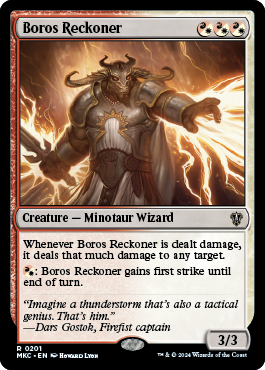 Boros Reckoner
Creature — Minotaur Wizard
Whenever Boros Reckoner is dealt damage,
it deals that much damage to any target.
: Boros Reckoner gains first strike until
end of turn.
“Imagine a thunderstorm that’s also a tactical
genius. That’s him.”
—Dars Gostok, Firefist captain
R 0201
MKC • EN Howard Lyon
™ & © 2024 Wizards of the Coast
3/3